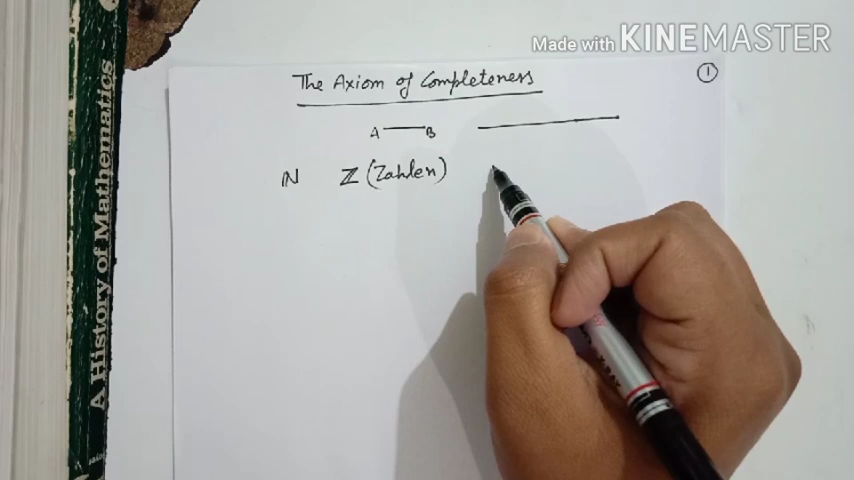 Made with KINEMASTER
The Axiom of Completeness
1
A B
ℕ ℤ (Zahlen)
A History of Mathematics